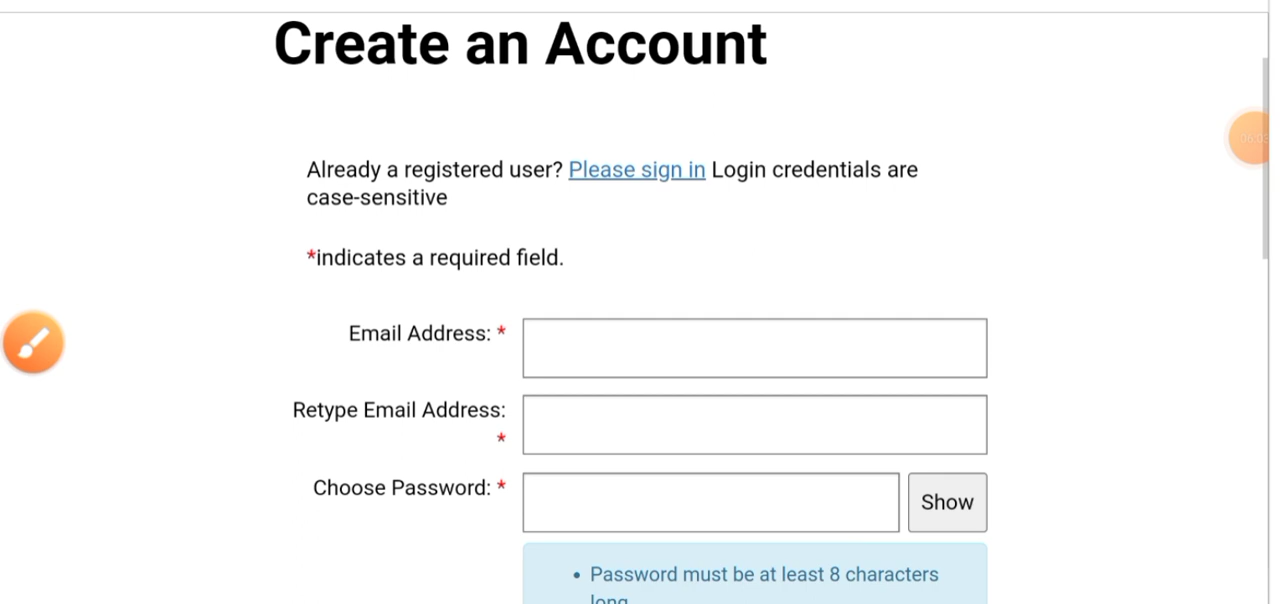 Create an Account
Already a registered user? Please sign in Login credentials are
case-sensitive
*indicates a required field.
Email Address: *
Retype Email Address:
*
Choose Password: *
Show
• Password must be at least 8 characters
long